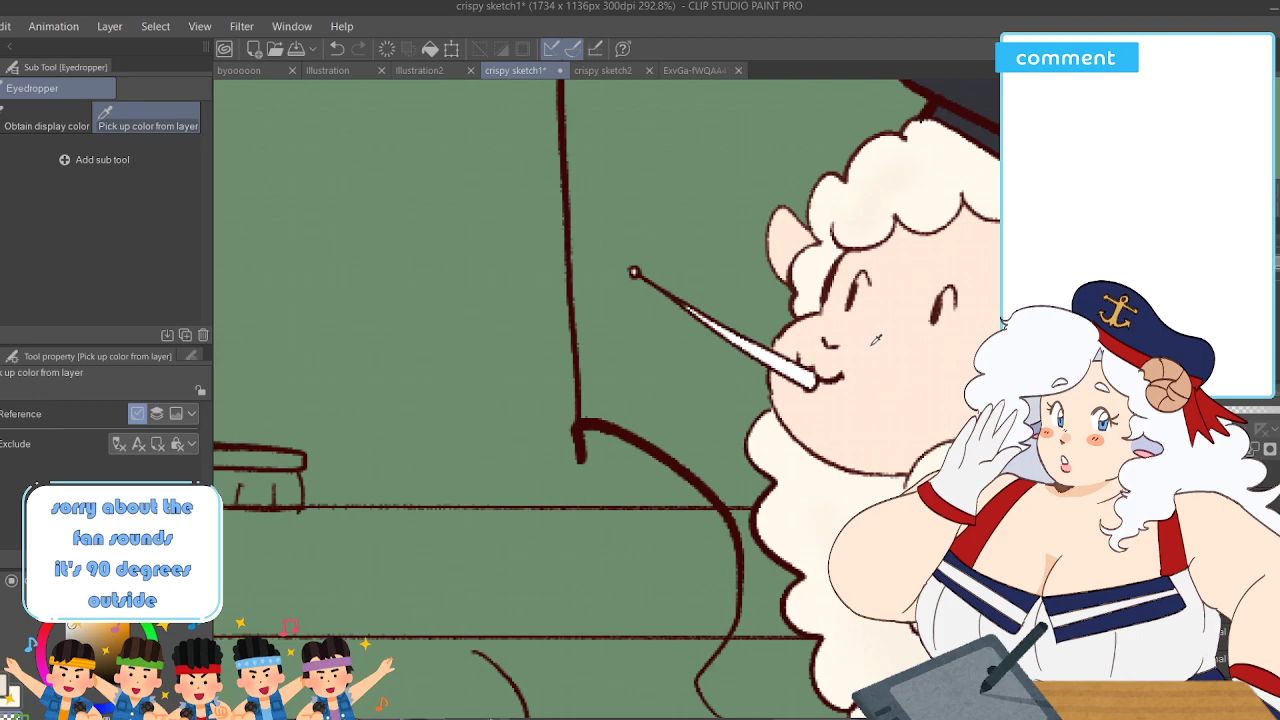 crispy sketch1* (1734 x 1136px 300dpi 292.8%) - CLIP STUDIO PAINT PRO
dit Animation Layer Select View Filter Window Help
byooooon Illustration Illustration2 crispy sketch1* crispy sketch2
Sub Tool [Eyedropper]
Eyedropper
Obtain display color
Pick up color from layer
Add sub tool
Tool property [Pick up color from layer]
k up color from layer
Reference
Exclude
comment
sorry about the
fan sounds
it's 90 degrees
outside